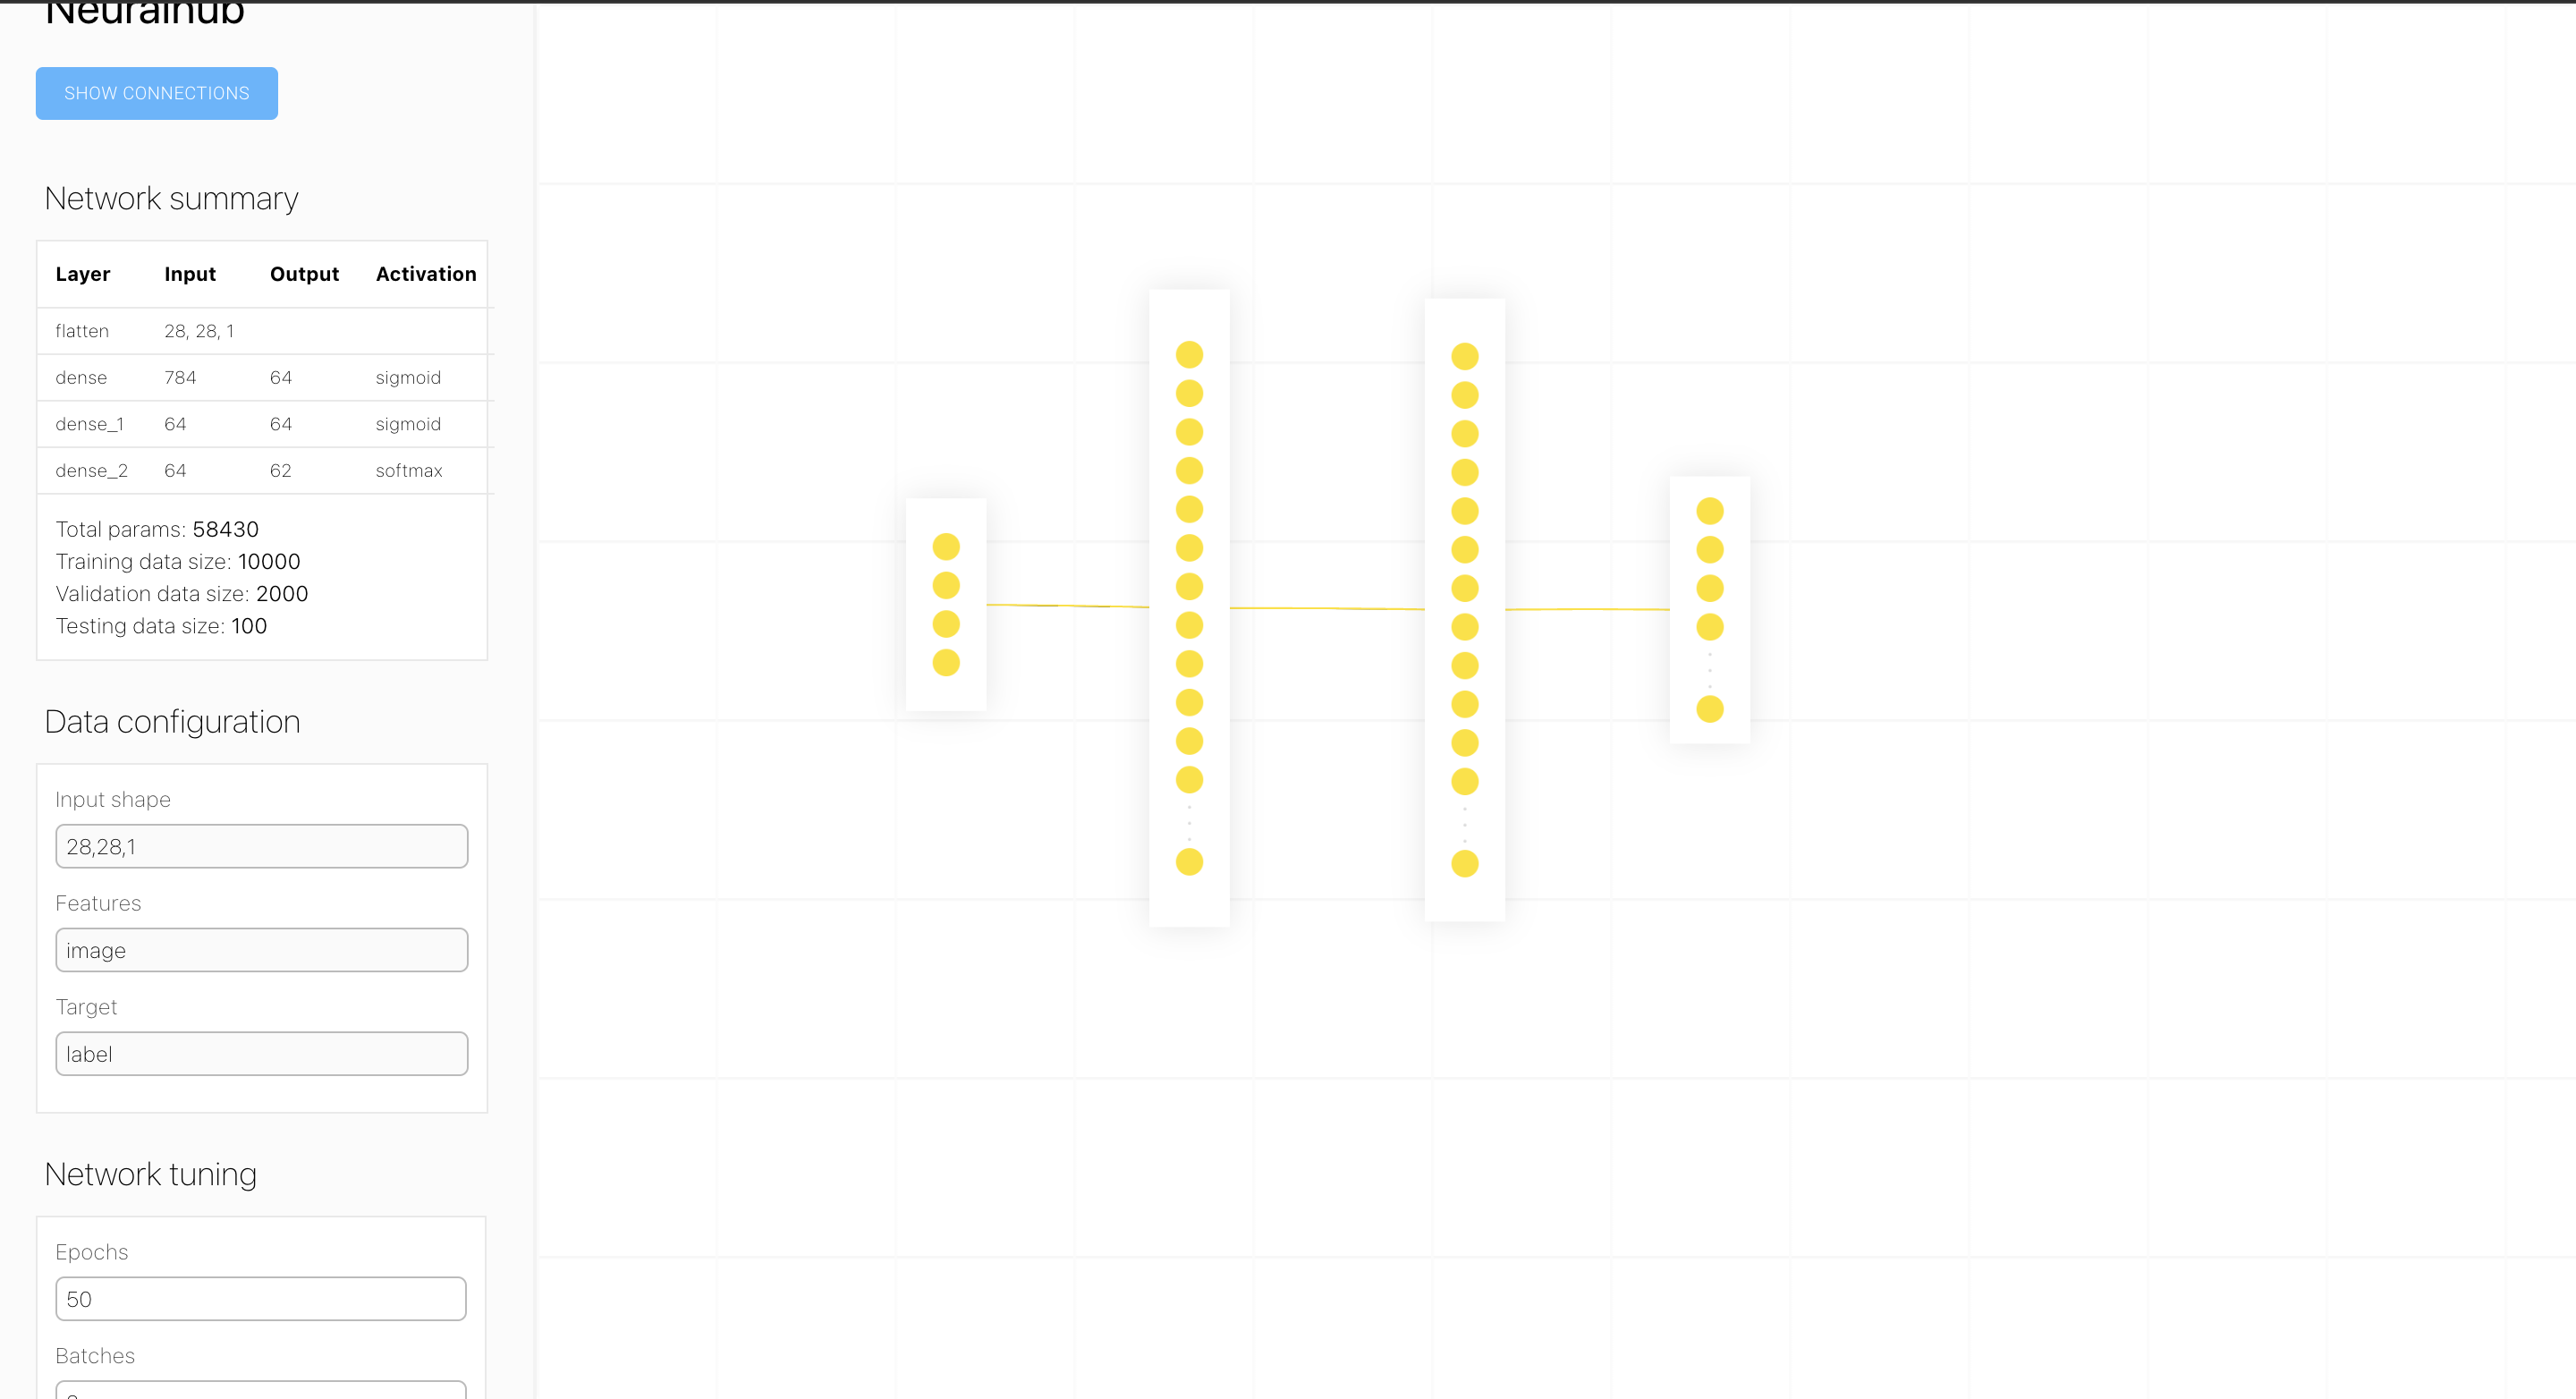 Neuralhub
SHOW CONNECTIONS
Network summary
Layer Input Output Activation
flatten 28, 28, 1
dense 784 64 sigmoid
dense_1 64 64 sigmoid
dense_2 64 62 softmax
Total params: 58430
Training data size: 10000
Validation data size: 2000
Testing data size: 100
Data configuration
Input shape
28,28,1
Features
image
Target
label
Network tuning
Epochs
50
Batches